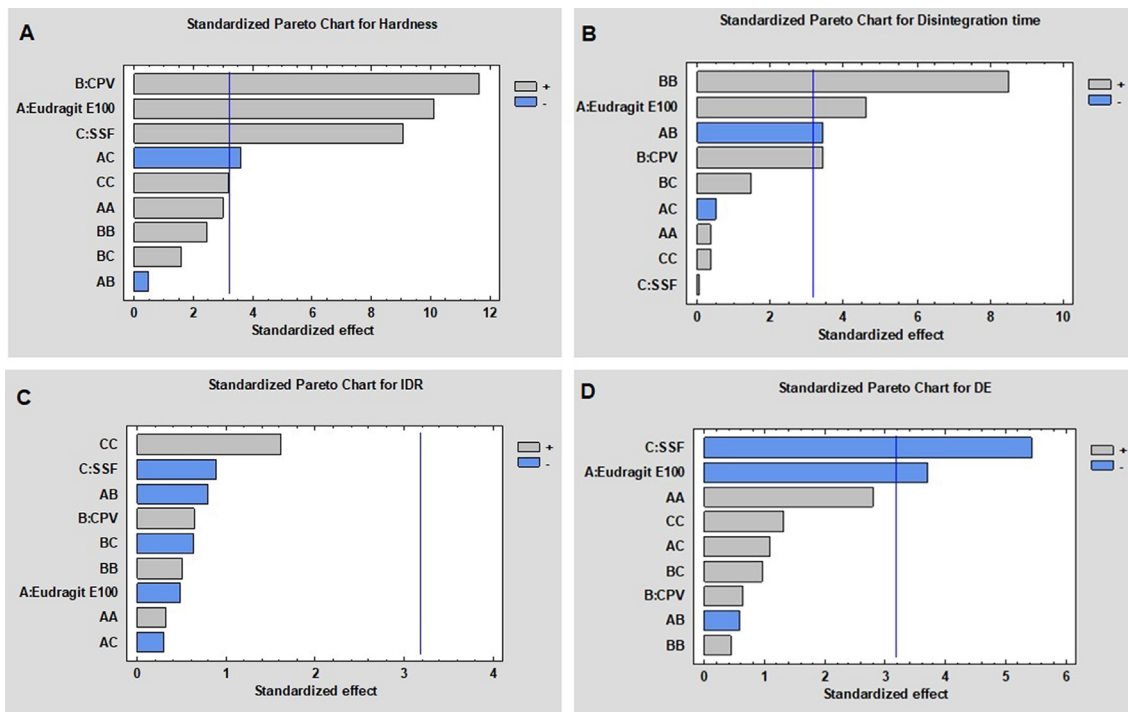 A
Standardized Pareto Chart for Hardness
B:CPV
A:Eudragit E100
C:SSF
AC
CC
AA
BB
BC
AB
+
-
0 2 4 6 8 10 12
Standardized effect
B
Standardized Pareto Chart for Disintegration time
BB
A:Eudragit E100
AB
B:CPV
BC
AC
AA
CC
C:SSF
+
-
0 2 4 6 8 10
Standardized effect
C
Standardized Pareto Chart for IDR
CC
C:SSF
AB
B:CPV
BC
BB
A:Eudragit E100
AA
AC
+
-
0 1 2 3 4
Standardized effect
D
Standardized Pareto Chart for DE
C:SSF
A:Eudragit E100
AA
CC
AC
BC
B:CPV
AB
BB
+
-
0 1 2 3 4 5 6
Standardized effect